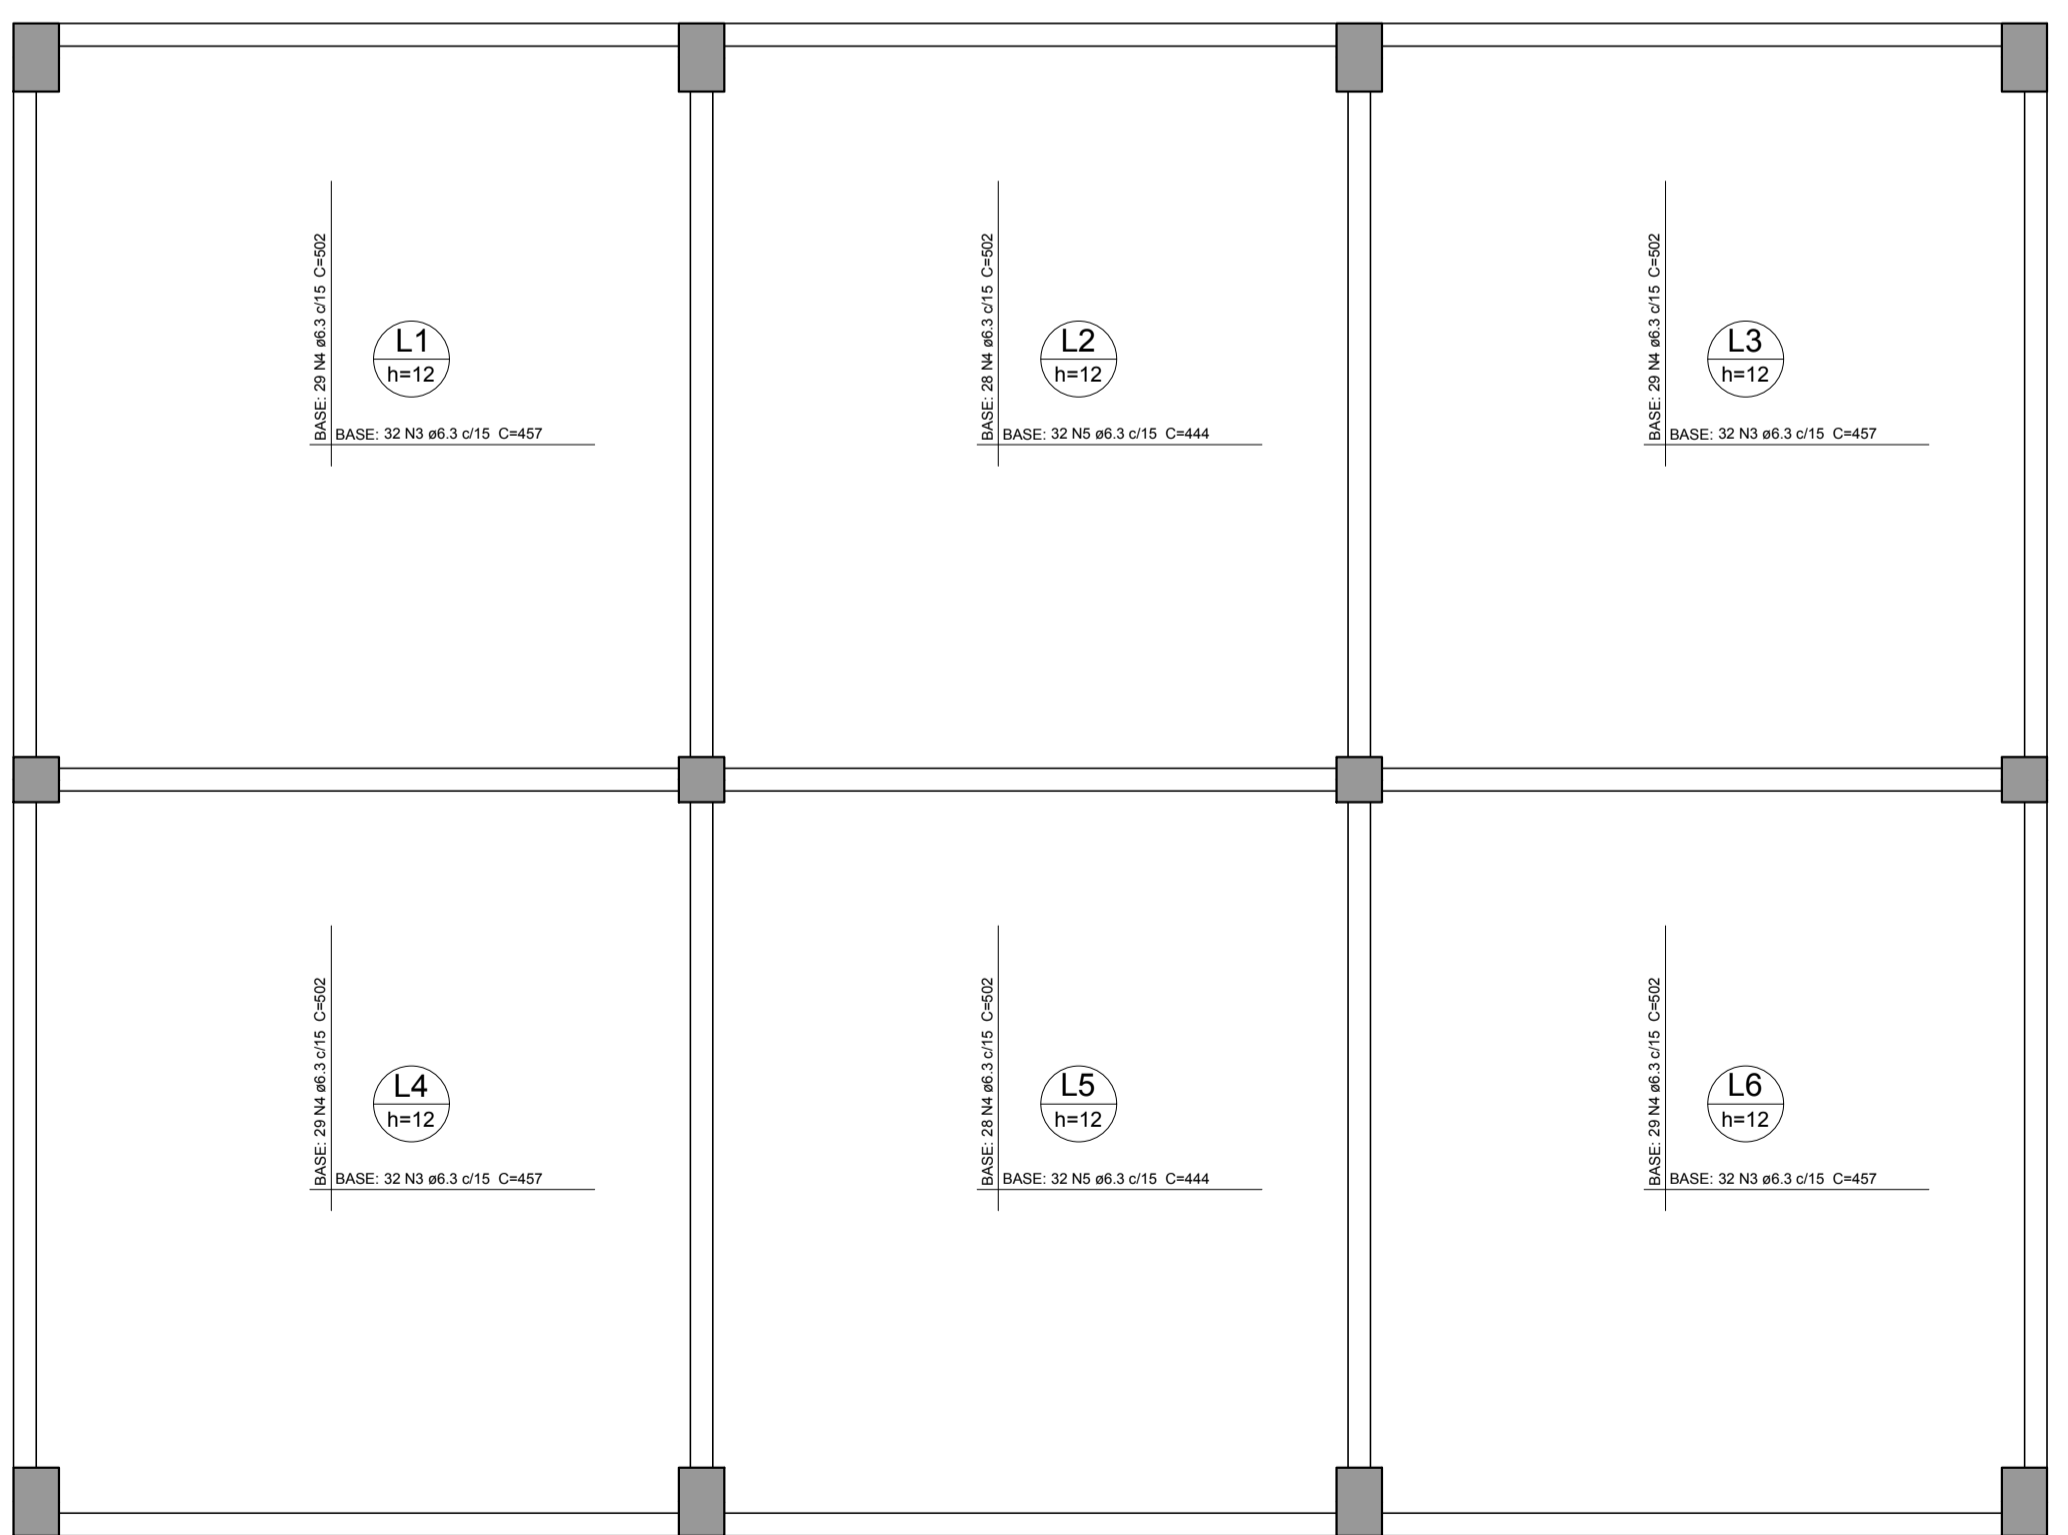 BASE: 29 N4 ø6.3 c/15 C=502
L1
h=12
BASE: 32 N3 ø6.3 c/15 C=457
BASE: 28 N4 ø6.3 c/15 C=502
L2
h=12
BASE: 32 N5 ø6.3 c/15 C=444
BASE: 29 N4 ø6.3 c/15 C=502
L3
h=12
BASE: 32 N3 ø6.3 c/15 C=457
BASE: 29 N4 ø6.3 c/15 C=502
L4
h=12
BASE: 32 N3 ø6.3 c/15 C=457
BASE: 28 N4 ø6.3 c/15 C=502
L5
h=12
BASE: 32 N5 ø6.3 c/15 C=444
BASE: 29 N4 ø6.3 c/15 C=502
L6
h=12
BASE: 32 N3 ø6.3 c/15 C=457